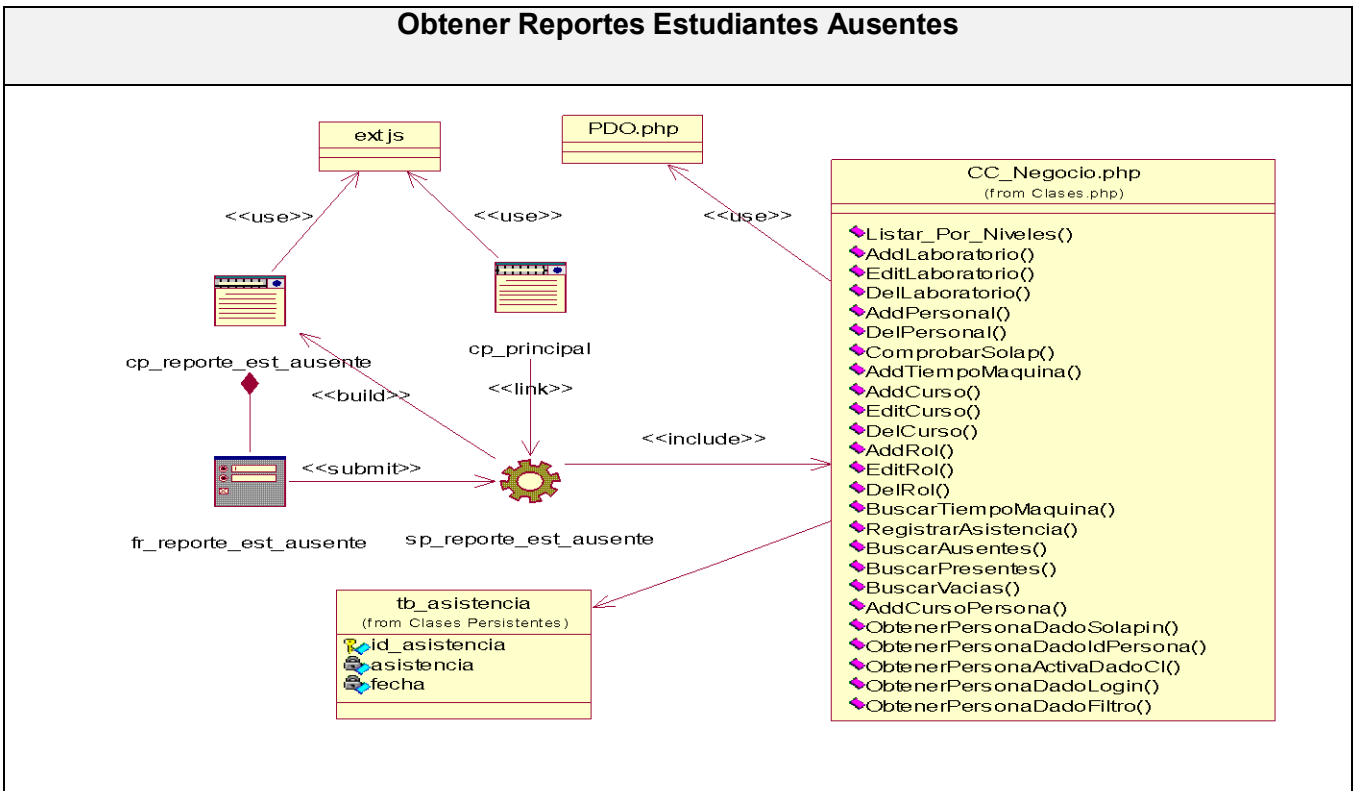 Obtener Reportes Estudiantes Ausentes
extjs
PDO.php
CC_Negocio.php
(from Clases.php)
<<use>>
<<use>>
<<use>>
Listar_Por_Niveles()
AddLaboratorio()
EditLaboratorio()
DelLaboratorio()
AddPersonal()
DelPersonal()
ComprobarSolap()
AddTiempoMaquina()
AddCurso()
EditCurso()
DelCurso()
AddRol()
EditRol()
DelRol()
BuscarTiempoMaquina()
RegistrarAsistencia()
BuscarAusentes()
BuscarPresentes()
BuscarVacias()
AddCursoPersona()
ObtenerPersonaDadoSolapin()
ObtenerPersonaDadoIdPersona()
ObtenerPersonaActivaDadoCI()
ObtenerPersonaDadoLogin()
ObtenerPersonaDadoFiltro()
cp_reporte_est_ausente
cp_principal
<<build>>
<<link>>
<<include>>
<<submit>>
fr_reporte_est_ausente
sp_reporte_est_ausente
tb_asistencia
(from Clases Persistentes)
id_asistencia
asistencia
fecha